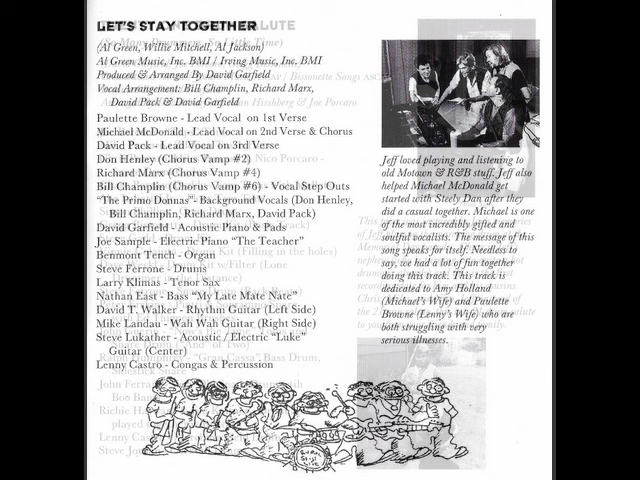 LET'S STAY TOGETHER
(Al Green, Willie Mitchell, Al Jackson)
Al Green Music, Inc. BMI / Irving Music, Inc. BMI
Produced & Arranged By David Garfield
Vocal Arrangement: Bill Champlin, Richard Marx,
David Pack & David Garfield
Paulette Browne - Lead Vocal on 1st Verse
Michael McDonald - Lead Vocal on 2nd Verse & Chorus
David Pack - Lead Vocal on 3rd Verse
Don Henley (Chorus Vamp #2)
Richard Marx (Chorus Vamp #4)
Bill Champlin (Chorus Vamp #6) - Vocal Step Outs
"The Primo Donnas" - Background Vocals (Don Henley,
Bill Champlin, Richard Marx, David Pack)
David Garfield - Acoustic Piano & Pads
Joe Sample - Electric Piano "The Teacher"
Benmont Tench - Organ
Steve Ferrone - Drums
Larry Klimas - Tenor Sax
Nathan East - Bass "My Late Mate Nate"
David T. Walker - Rhythm Guitar (Left Side)
Mike Landau - Wah Wah Guitar (Right Side)
Steve Lukather - Acoustic / Electric "Luke"
Guitar (Center)
Lenny Castro - Congas & Percussion
Jeff loved playing and listening to
old Motown & R&B stuff. Jeff also
helped Michael McDonald get
started with Steely Dan after they
did a casual together. Michael is one
of the most incredibly gifted and
soulful vocalists. The message of this
song speaks for itself. Needless to
say, we had a lot of fun together
doing this track. This track is
dedicated to Amy Holland
(Michael's Wife) and Paulette
Browne (Lenny's Wife) who are
both struggling with very
serious illnesses.